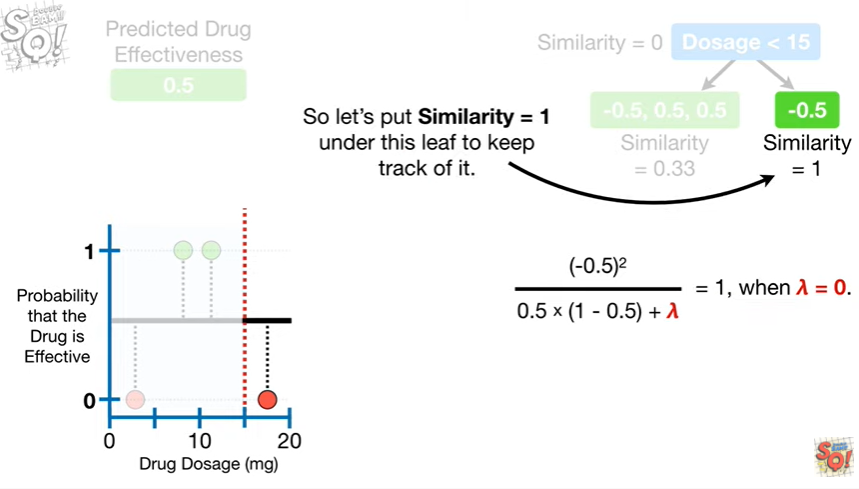 SQ!
Predicted Drug
Effectiveness
0.5
Similarity = 0
Dosage < 15
-0.5, 0.5, 0.5
Similarity
= 0.33
-0.5
Similarity
= 1
So let's put Similarity = 1
under this leaf to keep
track of it.
(-0.5)²
0.5 × (1 - 0.5) + λ
= 1, when λ = 0.
Probability
that the
Drug is
Effective
1
0
0
10
20
Drug Dosage (mg)
SQ!